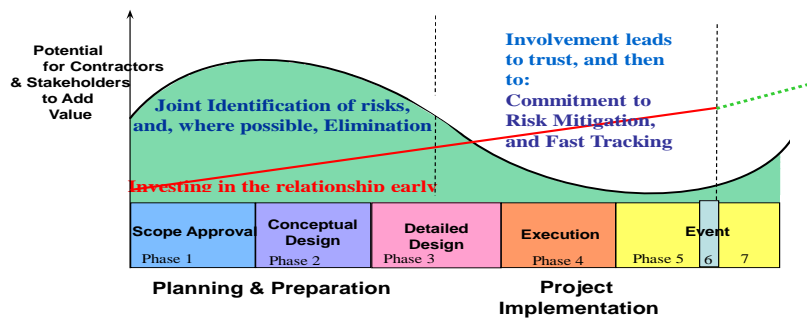 Potential
for Contractors
& Stakeholders
to Add
Value
Involvement leads
to trust, and then
to:
Commitment to
Risk Mitigation,
and Fast Tracking
Joint Identification of risks,
and, where possible, Elimination
Investing in the relationship early
Scope Approval
Phase 1
Conceptual
Design
Phase 2
Detailed
Design
Phase 3
Execution
Phase 4
Event
Phase 5
6
7
Planning & Preparation
Project
Implementation